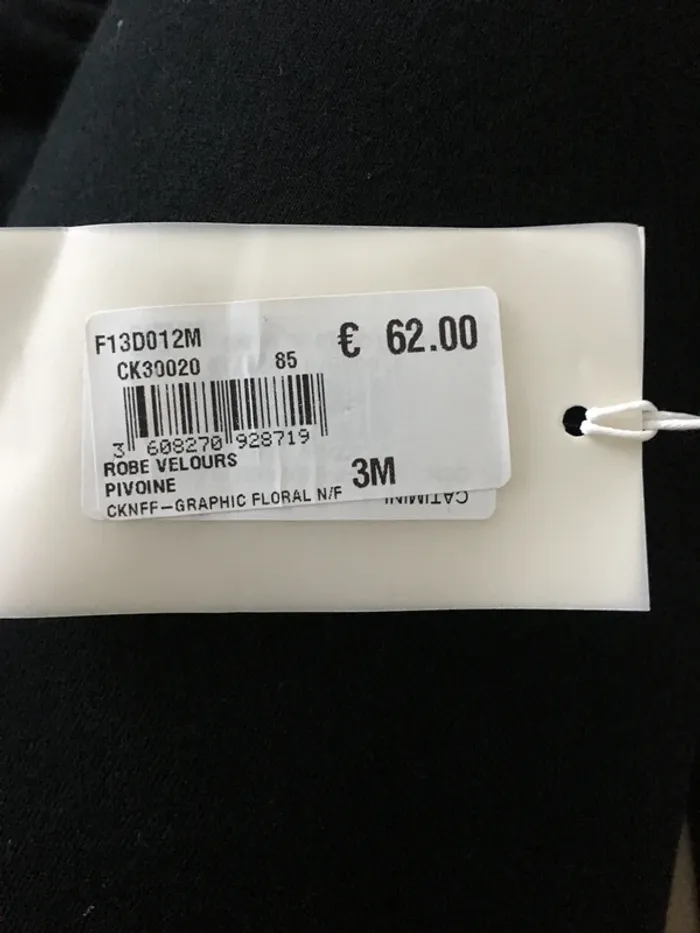 F13D012M
€ 62.00
CK30020 85
3 608270 928719
ROBE VELOURS
PIVOINE
3M
CKNFF-GRAPHIC FLORAL N/F
CATIMINI